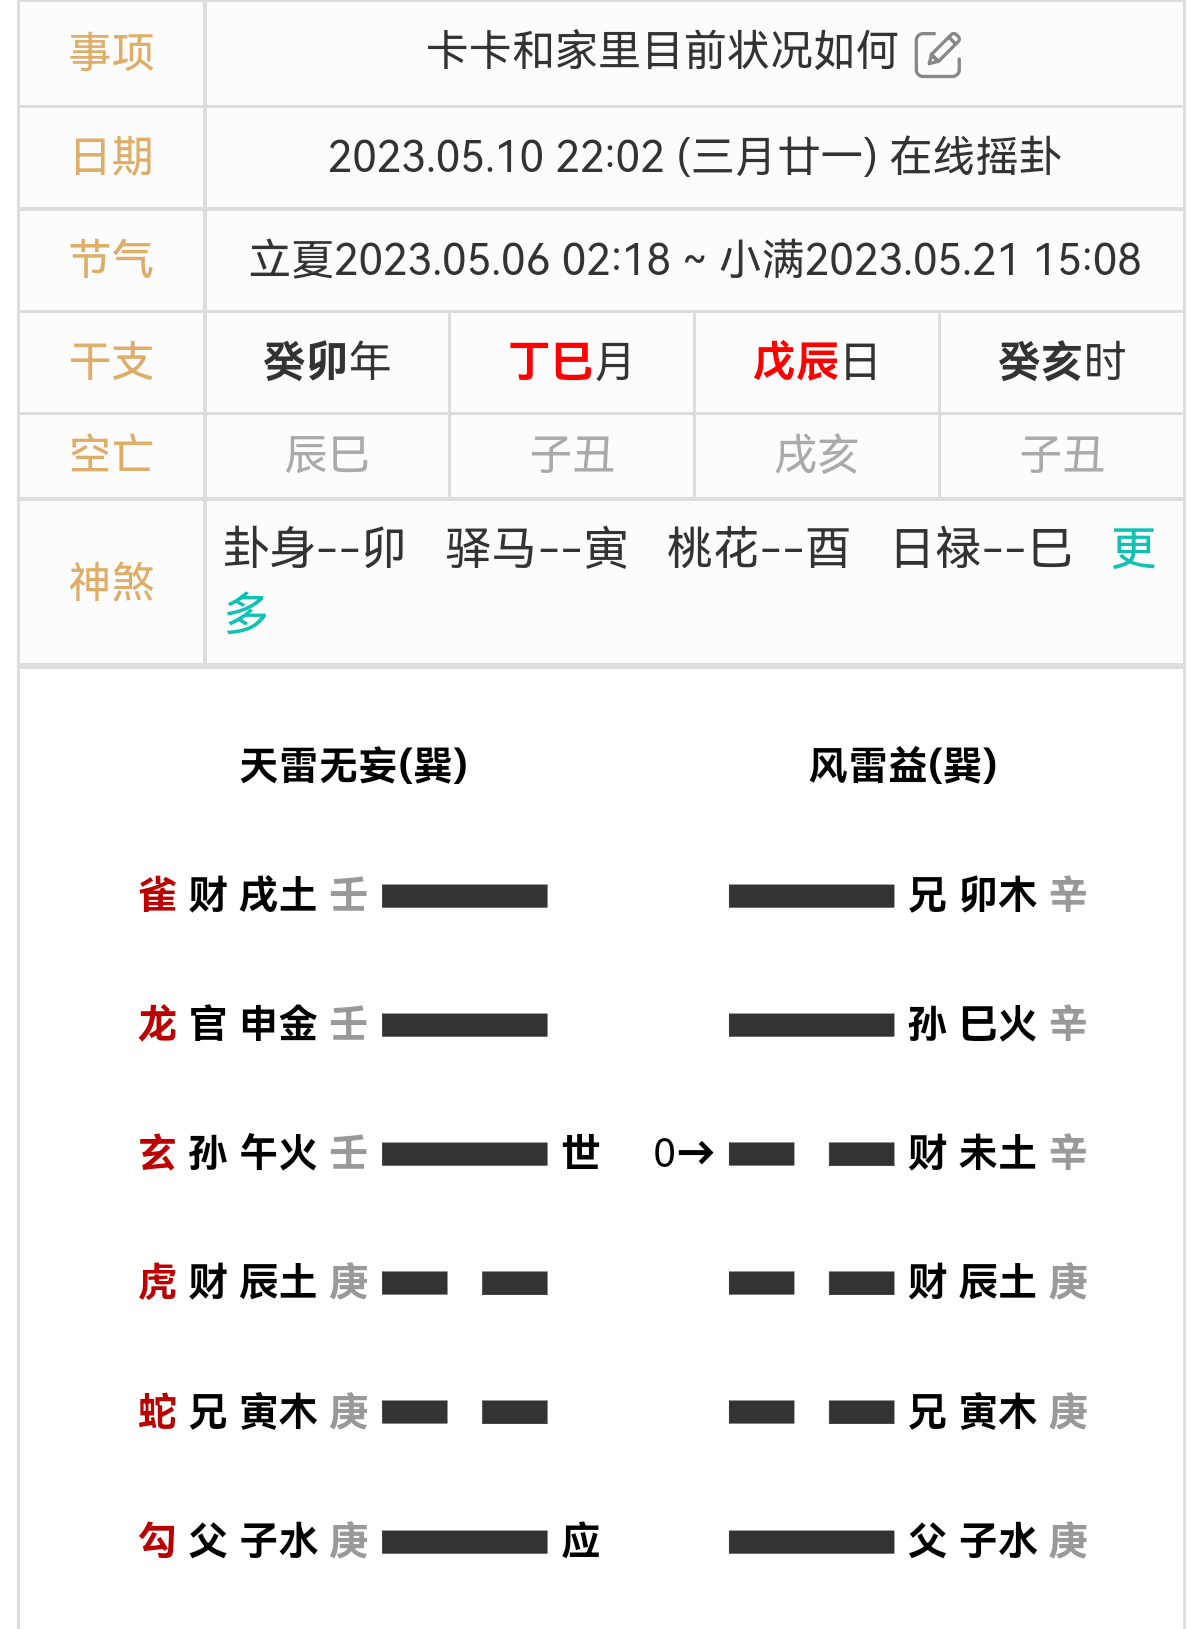 事项 卡卡和家里目前状况如何
日期 2023.05.10 22:02 (三月廿一) 在线摇卦
节气 立夏2023.05.06 02:18 ~ 小满2023.05.21 15:08
干支 癸卯年 丁巳月 戊辰日 癸亥时
空亡 辰巳 子丑 戌亥 子丑
神煞 卦身--卯 驿马--寅 桃花--酉 日禄--巳 更
多
天雷无妄(巽) 风雷益(巽)
雀 财 戌土 壬 兄 卯木 辛
龙 官 申金 壬 孙 巳火 辛
玄 孙 午火 壬 世 O→ 财 未土 辛
虎 财 辰土 庚 财 辰土 庚
蛇 兄 寅木 庚 兄 寅木 庚
勾 父 子水 庚 应 父 子水 庚